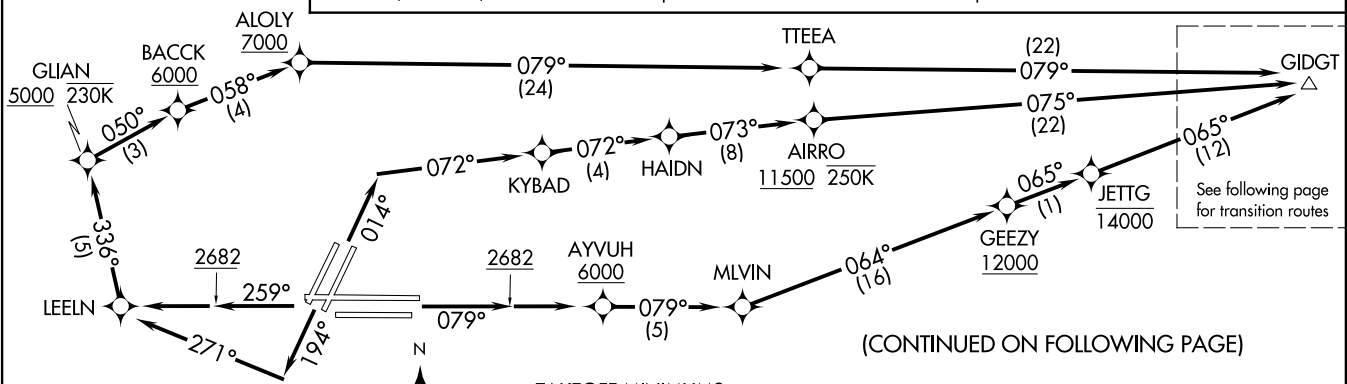 ALOLY
7000
TTEEA
(22)
079°
GIDGT
BACCK
6000
GLIAN
5000 230K
058°
(4)
079°
(24)
050°
(3)
075°
(22)
072°
KYBAD
072°
(4)
HAIDN
073°
(8)
AIRRO
11500 250K
065°
(12)
065°
(1)
JETTG
14000
See following page
for transition routes
014°
336°
(5)
GEEZY
12000
064°
(16)
LEELN
2682
259°
2682
079°
AYVUH
6000
079°
(5)
MLVIN
271°
194°
N
(CONTINUED ON FOLLOWING PAGE)